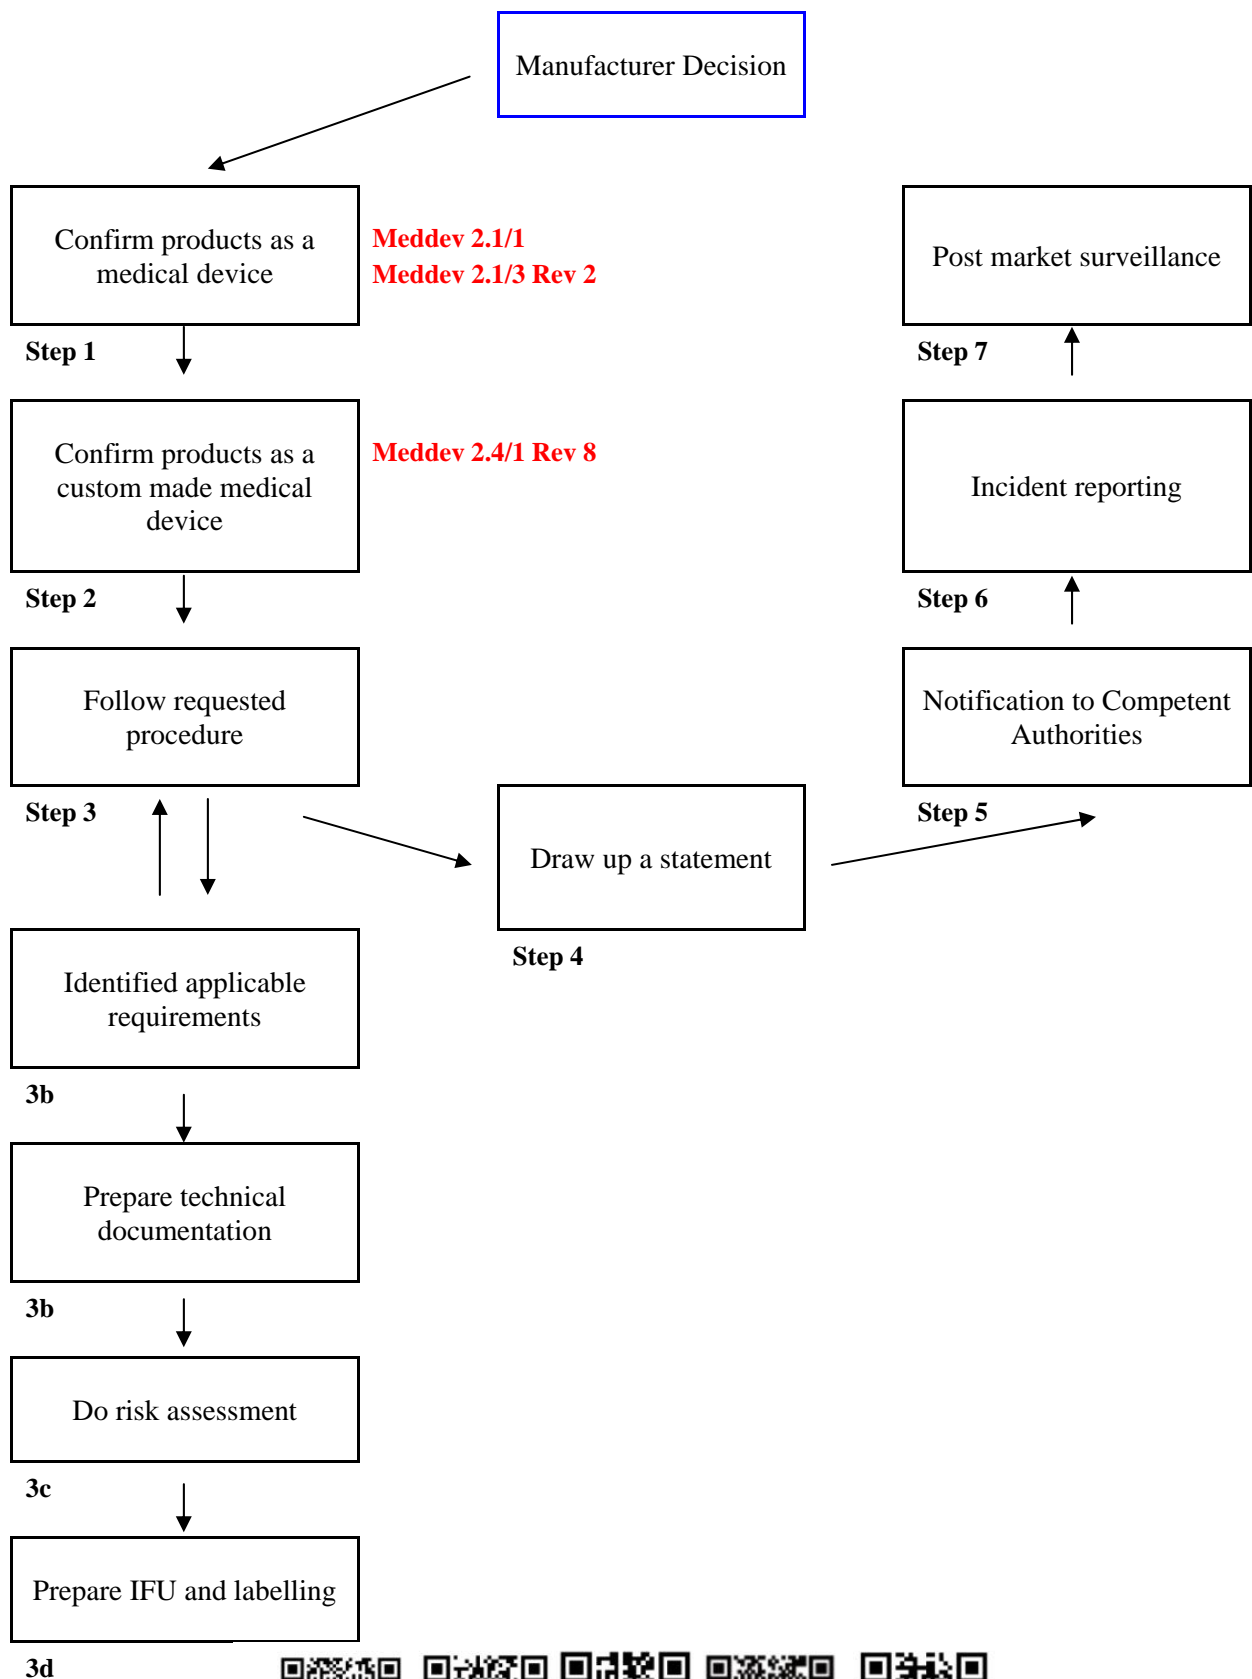 Manufacturer Decision
Confirm products as a
medical device
Meddev 2.1/1
Meddev 2.1/3 Rev 2
Step 1
Confirm products as a
custom made medical
device
Meddev 2.4/1 Rev 8
Step 2
Follow requested
procedure
Step 3
Identified applicable
requirements
3b
Prepare technical
documentation
3b
Do risk assessment
3c
Prepare IFU and labelling
3d
Draw up a statement
Step 4
Notification to Competent
Authorities
Step 5
Incident reporting
Step 6
Post market surveillance
Step 7